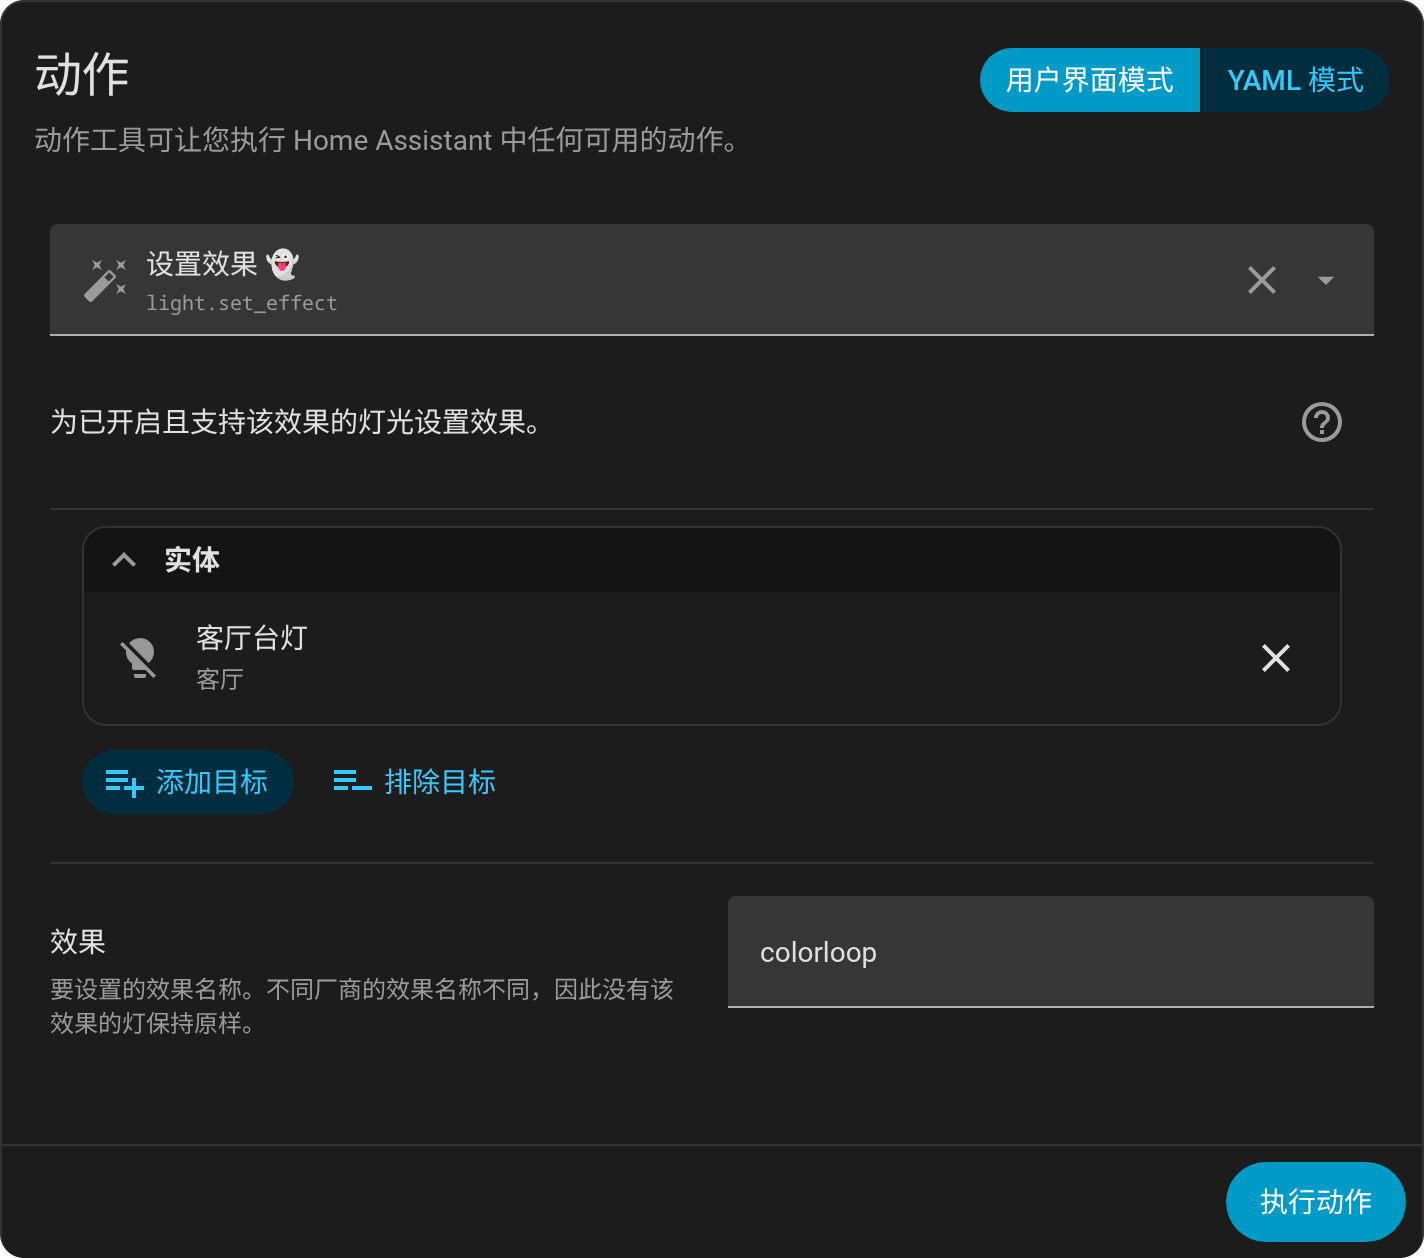 动作
用户界面模式
YAML 模式
动作工具可让您执行 Home Assistant 中任何可用的动作。
设置效果 👻
light.set_effect
为已开启且支持该效果的灯光设置效果。
实体
客厅台灯
客厅
添加目标
排除目标
效果
要设置的效果名称。不同厂商的效果名称不同，因此没有该
效果的灯保持原样。
colorloop
执行动作